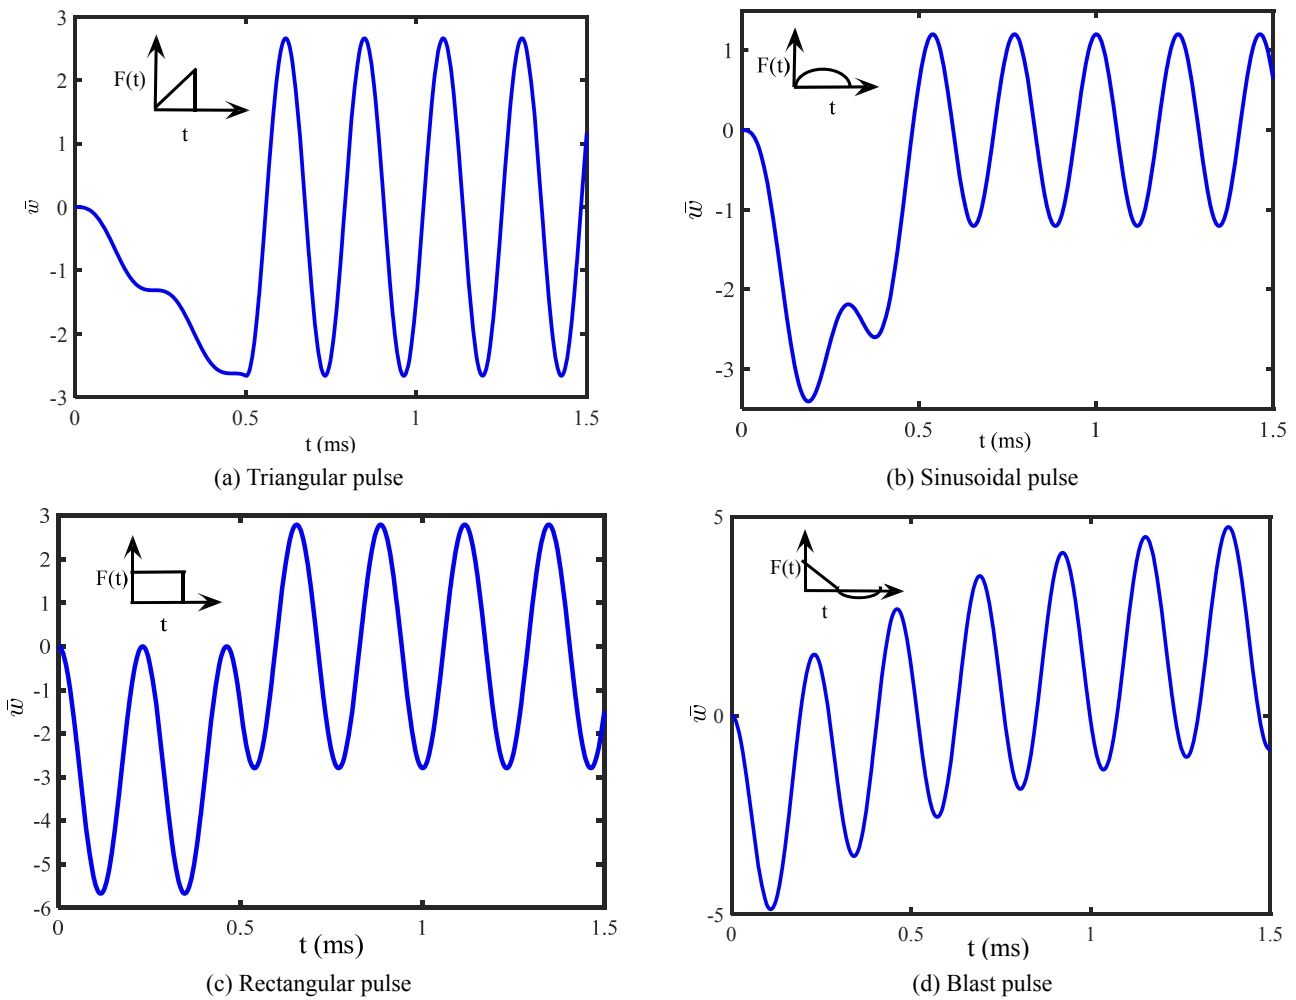 3
2
1
0
-1
-2
-3
w̄
F(t)
t
0
0.5
1
1.5
t (ms)
(a) Triangular pulse
1
0
-1
-2
-3
w̄
F(t)
t
0
0.5
1
1.5
t (ms)
(b) Sinusoidal pulse
3
2
1
0
-1
-2
-3
-4
-5
-6
w̄
F(t)
t
0
0.5
1
1.5
t (ms)
(c) Rectangular pulse
5
0
-5
w̄
F(t)
t
0
0.5
1
1.5
t (ms)
(d) Blast pulse